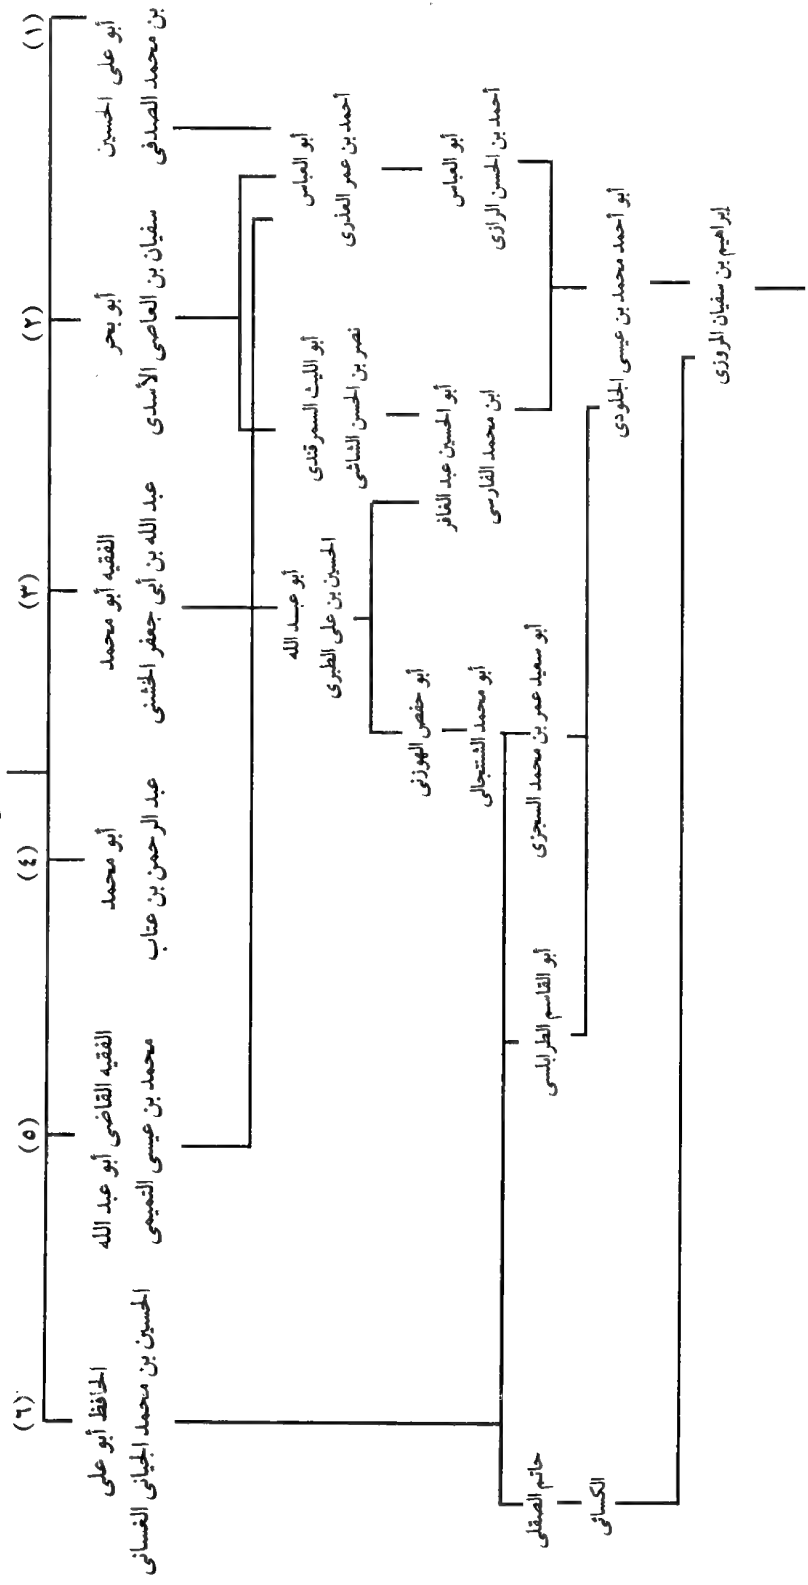 (١)
أبو على الحسين
بن محمد الصدفى
(٢)
أبو بحر
سفيان بن العاصى الأسدى
(٣)
الفقيه أبو محمد
عبد الله بن أبى جعفر الخشنى
(٤)
أبو محمد
عبد الرحمن بن عتاب
(٥)
الفقيه القاضى أبو عبد الله
محمد بن عيسى التميمى
(٦)
الحافظ أبو على
الحسين بن محمد الجيانى الغسانى
أبو العباس
أحمد بن عمر العذرى
أبو الليث السمرقندى
نصر بن الحسن الشاشى
أبو عبد الله
الحسين بن على الطبرى
أبو العباس
أحمد بن الحسن الرازى
أبو الحسين عبد الغافر
ابن محمد الفارسى
أبو حفص الهوزنى
أبو محمد الشنتجالى
أبو سعيد عمر بن محمد السجزى
أبو القاسم الطرابلسى
حاتم الصقلى
الكسائى
أبو أحمد محمد بن عيسى الجلودى
إبراهيم بن سفيان المروزى